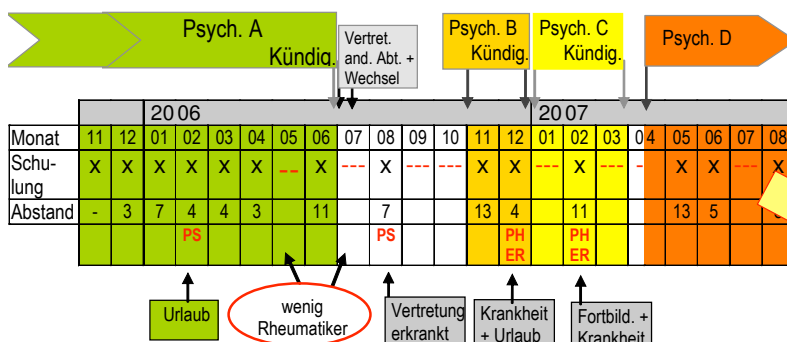 Psych. A
Kündig.
Vertret.
and. Abt. +
Wechsel
Psych. B
Kündig.
Psych. C
Kündig.
Psych. D
2006 2007
Monat 11 12 01 02 03 04 05 06 07 08 09 10 11 12 01 02 03 04 05 06 07 08
Schu-
lung X X X X X X -- X --- X --- --- X X --- X --- - X X --- X
Abstand - 3 7 4 4 3 11 7 13 4 11 13 5
PS PS PH PH
ER ER
Urlaub
wenig
Rheumatiker
Vertretung
erkrankt
Krankheit
+ Urlaub
Fortbild. +
Krankheit